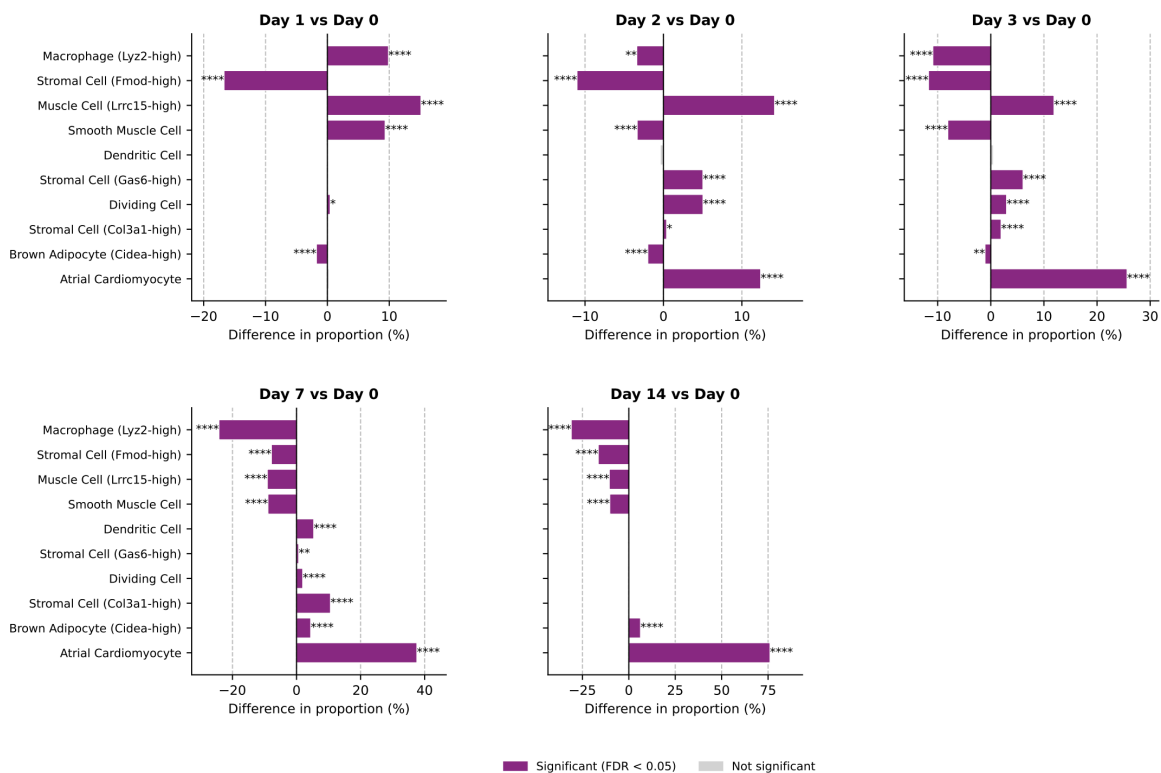 Day 1 vs Day 0
Day 2 vs Day 0
Day 3 vs Day 0
Macrophage (Lyz2-high)
**** ** ****
Stromal Cell (Fmod-high)
**** **** ****
Muscle Cell (Lrrc15-high)
**** **** ****
Smooth Muscle Cell
**** **** ****
Dendritic Cell
Stromal Cell (Gas6-high)
**** ****
Dividing Cell
* **** ****
Stromal Cell (Col3a1-high)
* ****
Brown Adipocyte (Cidea-high)
**** **** **
Atrial Cardiomyocyte
**** ****
−20 −10 0 10
−10 0 10
−10 0 10 20 30
Difference in proportion (%)
Difference in proportion (%)
Difference in proportion (%)
Day 7 vs Day 0
Day 14 vs Day 0
Macrophage (Lyz2-high)
**** ****
Stromal Cell (Fmod-high)
**** ****
Muscle Cell (Lrrc15-high)
**** ****
Smooth Muscle Cell
**** ****
Dendritic Cell
****
Stromal Cell (Gas6-high)
**
Dividing Cell
****
Stromal Cell (Col3a1-high)
****
Brown Adipocyte (Cidea-high)
**** ****
Atrial Cardiomyocyte
**** ****
−20 0 20 40
−25 0 25 50 75
Difference in proportion (%)
Difference in proportion (%)
Significant (FDR < 0.05)
Not significant